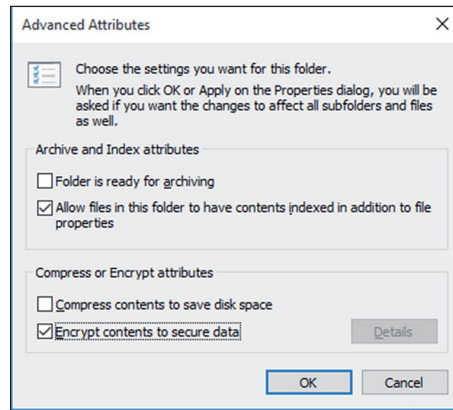 Advanced Attributes
Choose the settings you want for this folder.
When you click OK or Apply on the Properties dialog, you will be
asked if you want the changes to affect all subfolders and files
as well.
Archive and Index attributes
Folder is ready for archiving
Allow files in this folder to have contents indexed in addition to file
properties
Compress or Encrypt attributes
Compress contents to save disk space
Encrypt contents to secure data
Details
OK
Cancel